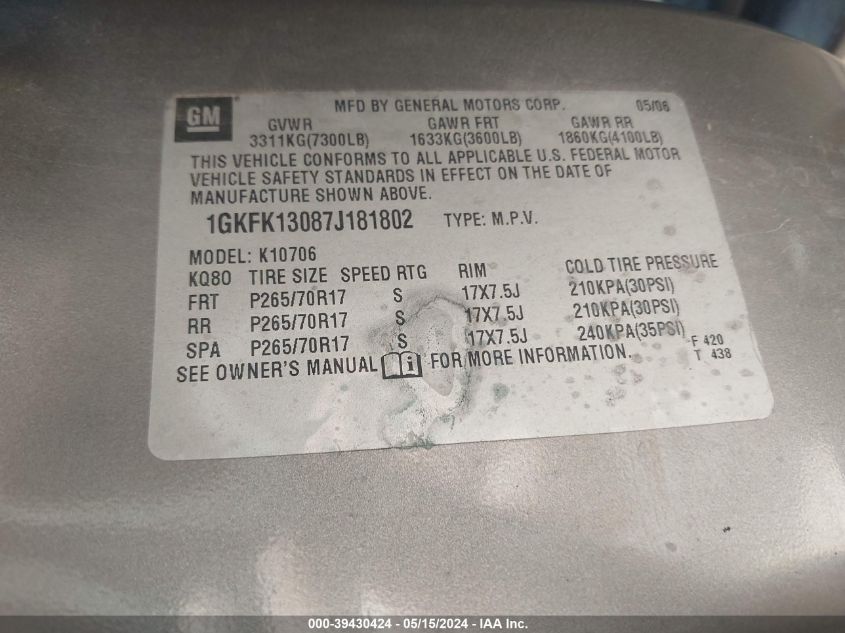 GM
MFD BY GENERAL MOTORS CORP. 05/06
GVWR GAWR FRT GAWR RR
3311KG(7300LB) 1633KG(3600LB) 1860KG(4100LB)
THIS VEHICLE CONFORMS TO ALL APPLICABLE U.S. FEDERAL MOTOR
VEHICLE SAFETY STANDARDS IN EFFECT ON THE DATE OF
MANUFACTURE SHOWN ABOVE.
1GKFK13087J181802 TYPE: M.P.V.
MODEL: K10706
KQ80 TIRE SIZE SPEED RTG RIM COLD TIRE PRESSURE
FRT P265/70R17 S 17X7.5J 210KPA(30PSI)
RR P265/70R17 S 17X7.5J 210KPA(30PSI)
SPA P265/70R17 S 17X7.5J 240KPA(35PSI)
SEE OWNER'S MANUAL i FOR MORE INFORMATION.
F 420
T 438
000-39430424 - 05/15/2024 - IAA Inc.